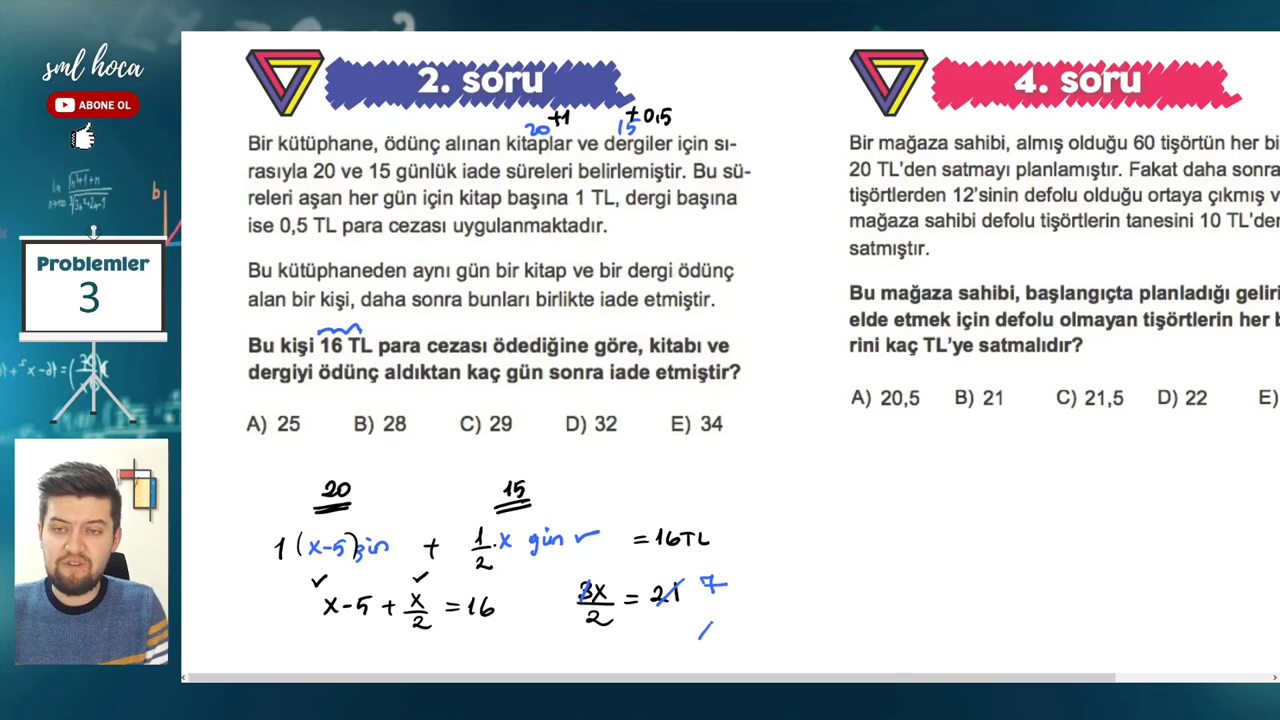 sml hoca
ABONE OL
Problemler
3
2. soru
20 +1 15 +0,5
Bir kütüphane, ödünç alınan kitaplar ve dergiler için sı-
rasıyla 20 ve 15 günlük iade süreleri belirlemiştir. Bu sü-
releri aşan her gün için kitap başına 1 TL, dergi başına
ise 0,5 TL para cezası uygulanmaktadır.
Bu kütüphaneden aynı gün bir kitap ve bir dergi ödünç
alan bir kişi, daha sonra bunları birlikte iade etmiştir.
Bu kişi 16 TL para cezası ödediğine göre, kitabı ve
dergiyi ödünç aldıktan kaç gün sonra iade etmiştir?
A) 25 B) 28 C) 29 D) 32 E) 34
20 15
1(x-5)gün + 1/2·x gün = 16TL
x-5 + x/2 = 16 3x/2 = 21 7
4. soru
Bir mağaza sahibi, almış olduğu 60 tişörtün her bi
20 TL'den satmayı planlamıştır. Fakat daha sonra
tişörtlerden 12'sinin defolu olduğu ortaya çıkmış v
mağaza sahibi defolu tişörtlerin tanesini 10 TL'de
satmıştır.
Bu mağaza sahibi, başlangıçta planladığı geliri
elde etmek için defolu olmayan tişörtlerin her b
rini kaç TL'ye satmalıdır?
A) 20,5 B) 21 C) 21,5 D) 22 E)